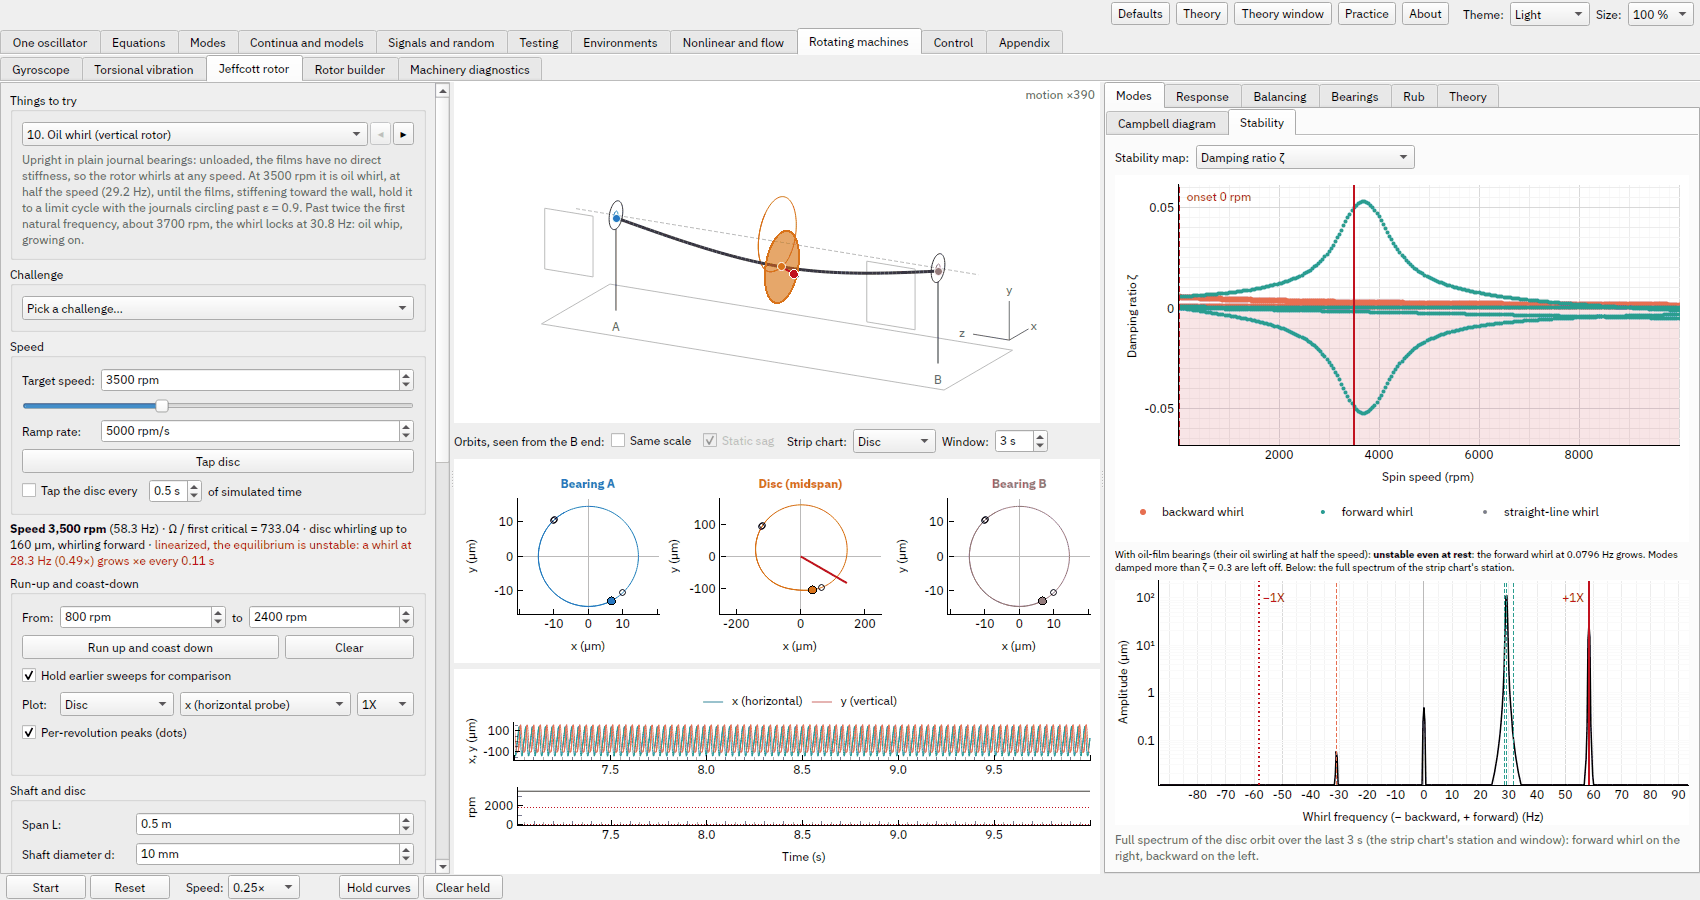 Defaults Theory Theory window Practice About Theme: Light Size: 100 %
One oscillator Equations Modes Continua and models Signals and random Testing Environments Nonlinear and flow Rotating machines Control Appendix
Gyroscope Torsional vibration Jeffcott rotor Rotor builder Machinery diagnostics
Things to try
10. Oil whirl (vertical rotor)
Upright in plain journal bearings: unloaded, the films have no direct
stiffness, so the rotor whirls at any speed. At 3500 rpm it is oil whirl, at
half the speed (29.2 Hz), until the films, stiffening toward the wall, hold it
to a limit cycle with the journals circling past ε = 0.9. Past twice the first
natural frequency, about 3700 rpm, the whirl locks at 30.8 Hz: oil whip,
growing on.
Challenge
Pick a challenge...
Speed
Target speed: 3500 rpm
Ramp rate: 5000 rpm/s
Tap disc
Tap the disc every 0.5 s of simulated time
Speed 3,500 rpm (58.3 Hz) · Ω / first critical = 733.04 · disc whirling up to
160 µm, whirling forward · linearized, the equilibrium is unstable: a whirl at
28.3 Hz (0.49×) grows ×e every 0.11 s
Run-up and coast-down
From: 800 rpm to 2400 rpm
Run up and coast down Clear
Hold earlier sweeps for comparison
Plot: Disc x (horizontal probe) 1X
Per-revolution peaks (dots)
Shaft and disc
Span L: 0.5 m
Shaft diameter d: 10 mm
Start Reset Speed: 0.25× Hold curves Clear held
motion ×390
A
B
y
x
z
Orbits, seen from the B end: Same scale Static sag Strip chart: Disc Window: 3 s
Bearing A Disc (midspan) Bearing B
y (µm) 10 0 -10
-10 0 10
x (µm)
y (µm) 100 0 -100
-200 0 200
x (µm)
y (µm) 10 0 -10
-10 0 10
x (µm)
x (horizontal) y (vertical)
x, y (µm) 100 -100
7.5 8.0 8.5 9.0 9.5
rpm 2000 0
7.5 8.0 8.5 9.0 9.5
Time (s)
Modes Response Balancing Bearings Rub Theory
Campbell diagram Stability
Stability map: Damping ratio ζ
onset 0 rpm
Damping ratio ζ
0.05
0
-0.05
2000 4000 6000 8000
Spin speed (rpm)
backward whirl forward whirl straight-line whirl
With oil-film bearings (their oil swirling at half the speed): unstable even at rest: the forward whirl at 0.0796 Hz grows. Modes
damped more than ζ = 0.3 are left off. Below: the full spectrum of the strip chart's station.
−1X +1X
Amplitude (µm)
10²
10¹
1
0.1
-80 -70 -60 -50 -40 -30 -20 -10 0 10 20 30 40 50 60 70 80 90
Whirl frequency (− backward, + forward) (Hz)
Full spectrum of the disc orbit over the last 3 s (the strip chart's station and window): forward whirl on the
right, backward on the left.